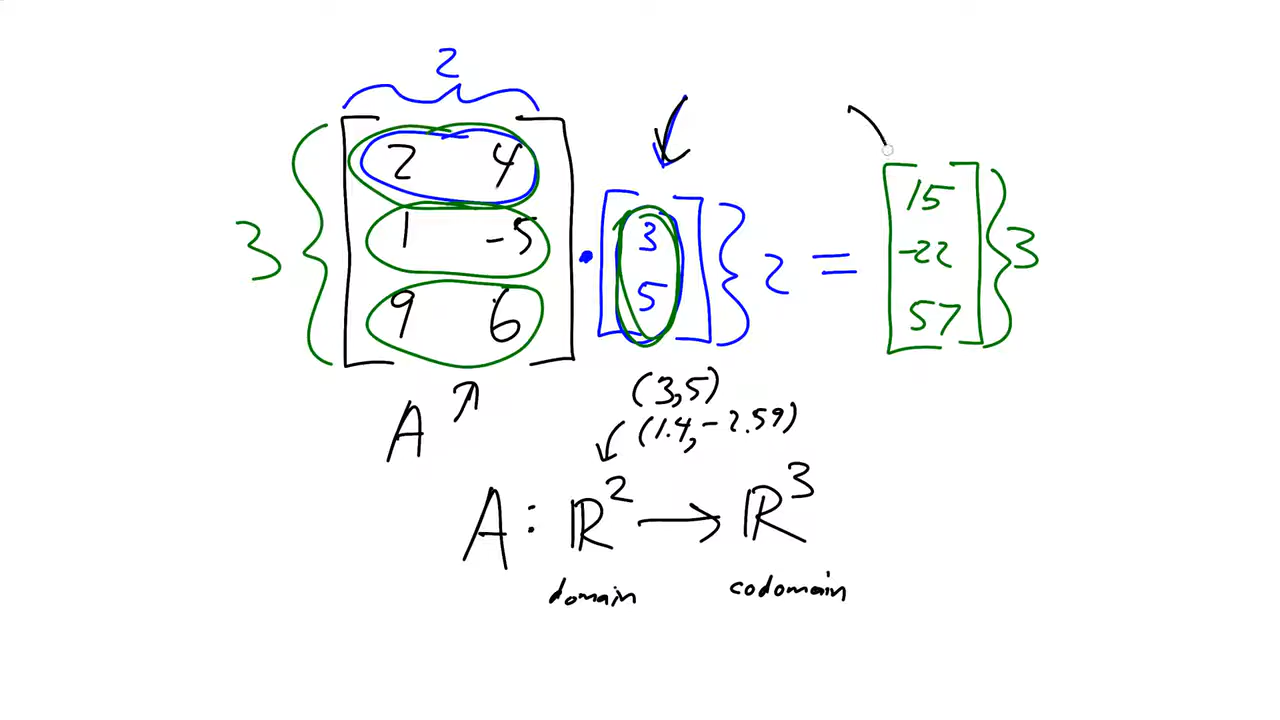 2
3 [ 2 4 ; 1 -5 ; 9 6 ] · [ 3 ; 5 ] 2 = [ 15 ; -22 ; 57 ] 3
A
(3,5)
(1.4, -2.59)
A : ℝ² → ℝ³
domain codomain